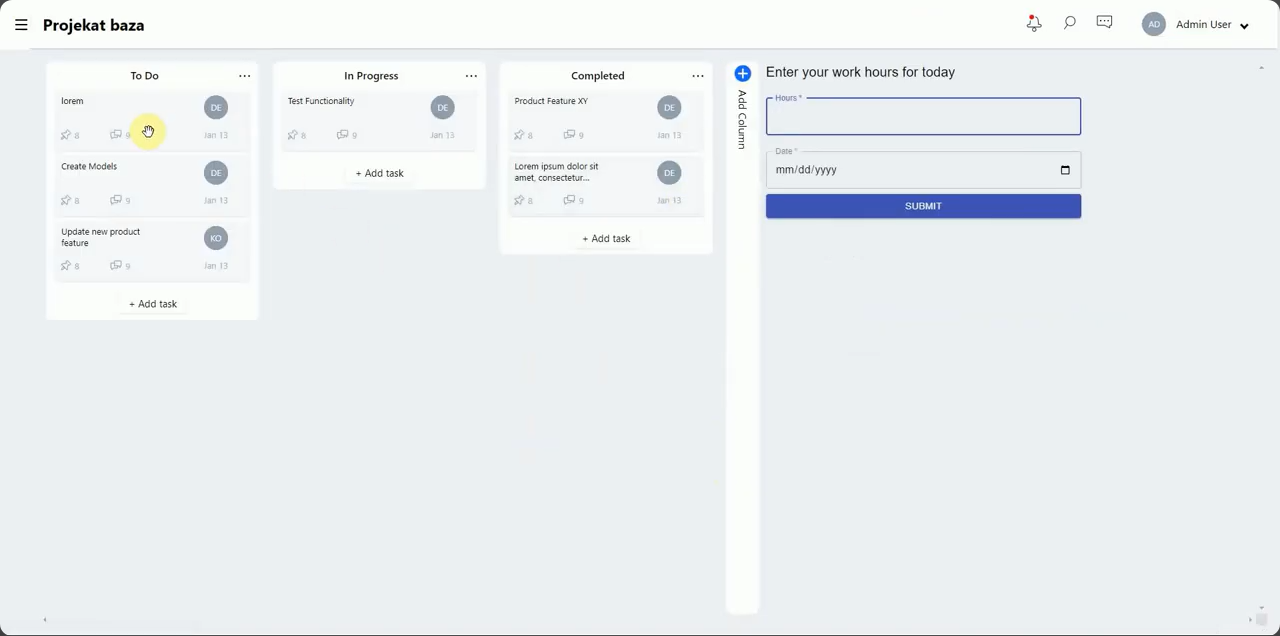 Projekat baza
AD
Admin User
To Do
lorem
DE
8
9
Jan 13
Create Models
DE
8
9
Jan 13
Update new product
feature
KO
8
9
Jan 13
+ Add task
In Progress
Test Functionality
DE
8
9
Jan 13
+ Add task
Completed
Product Feature XY
DE
8
9
Jan 13
Lorem ipsum dolor sit
amet, consectetur...
DE
8
9
Jan 13
+ Add task
Add Column
Enter your work hours for today
Hours *
Date *
mm/dd/yyyy
SUBMIT